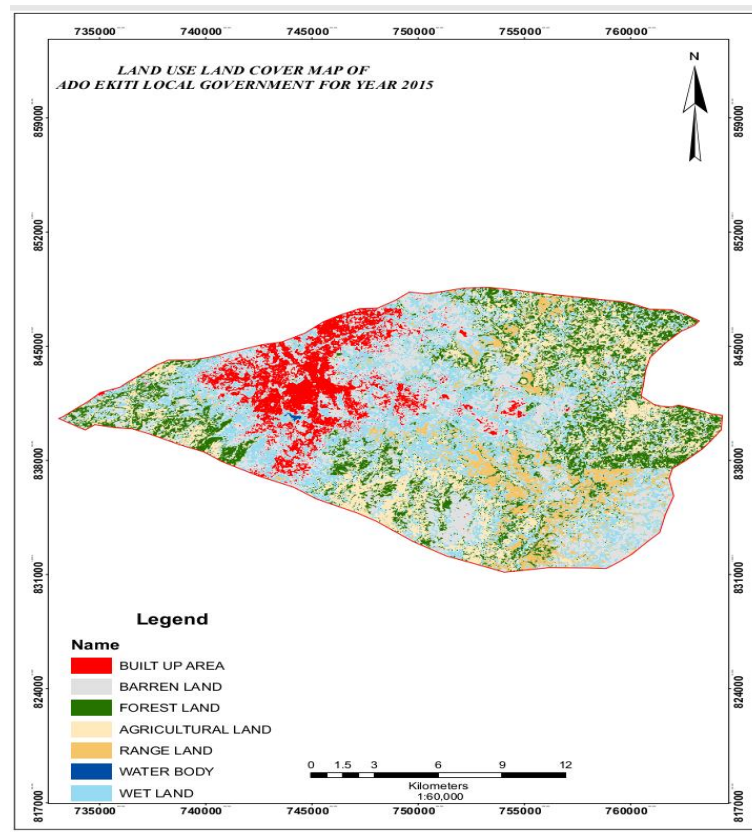 735000 740000 745000 750000 755000 760000
LAND USE LAND COVER MAP OF
ADO EKITI LOCAL GOVERNMENT FOR YEAR 2015
N
859000 859000
852000 852000
845000 845000
838000 838000
831000 831000
824000 824000
817000 817000
Legend
Name
BUILT UP AREA
BARREN LAND
FOREST LAND
AGRICULTURAL LAND
RANGE LAND
WATER BODY
WET LAND
0 1.5 3 6 9 12
Kilometers
1:60,000
735000 740000 745000 750000 755000 760000